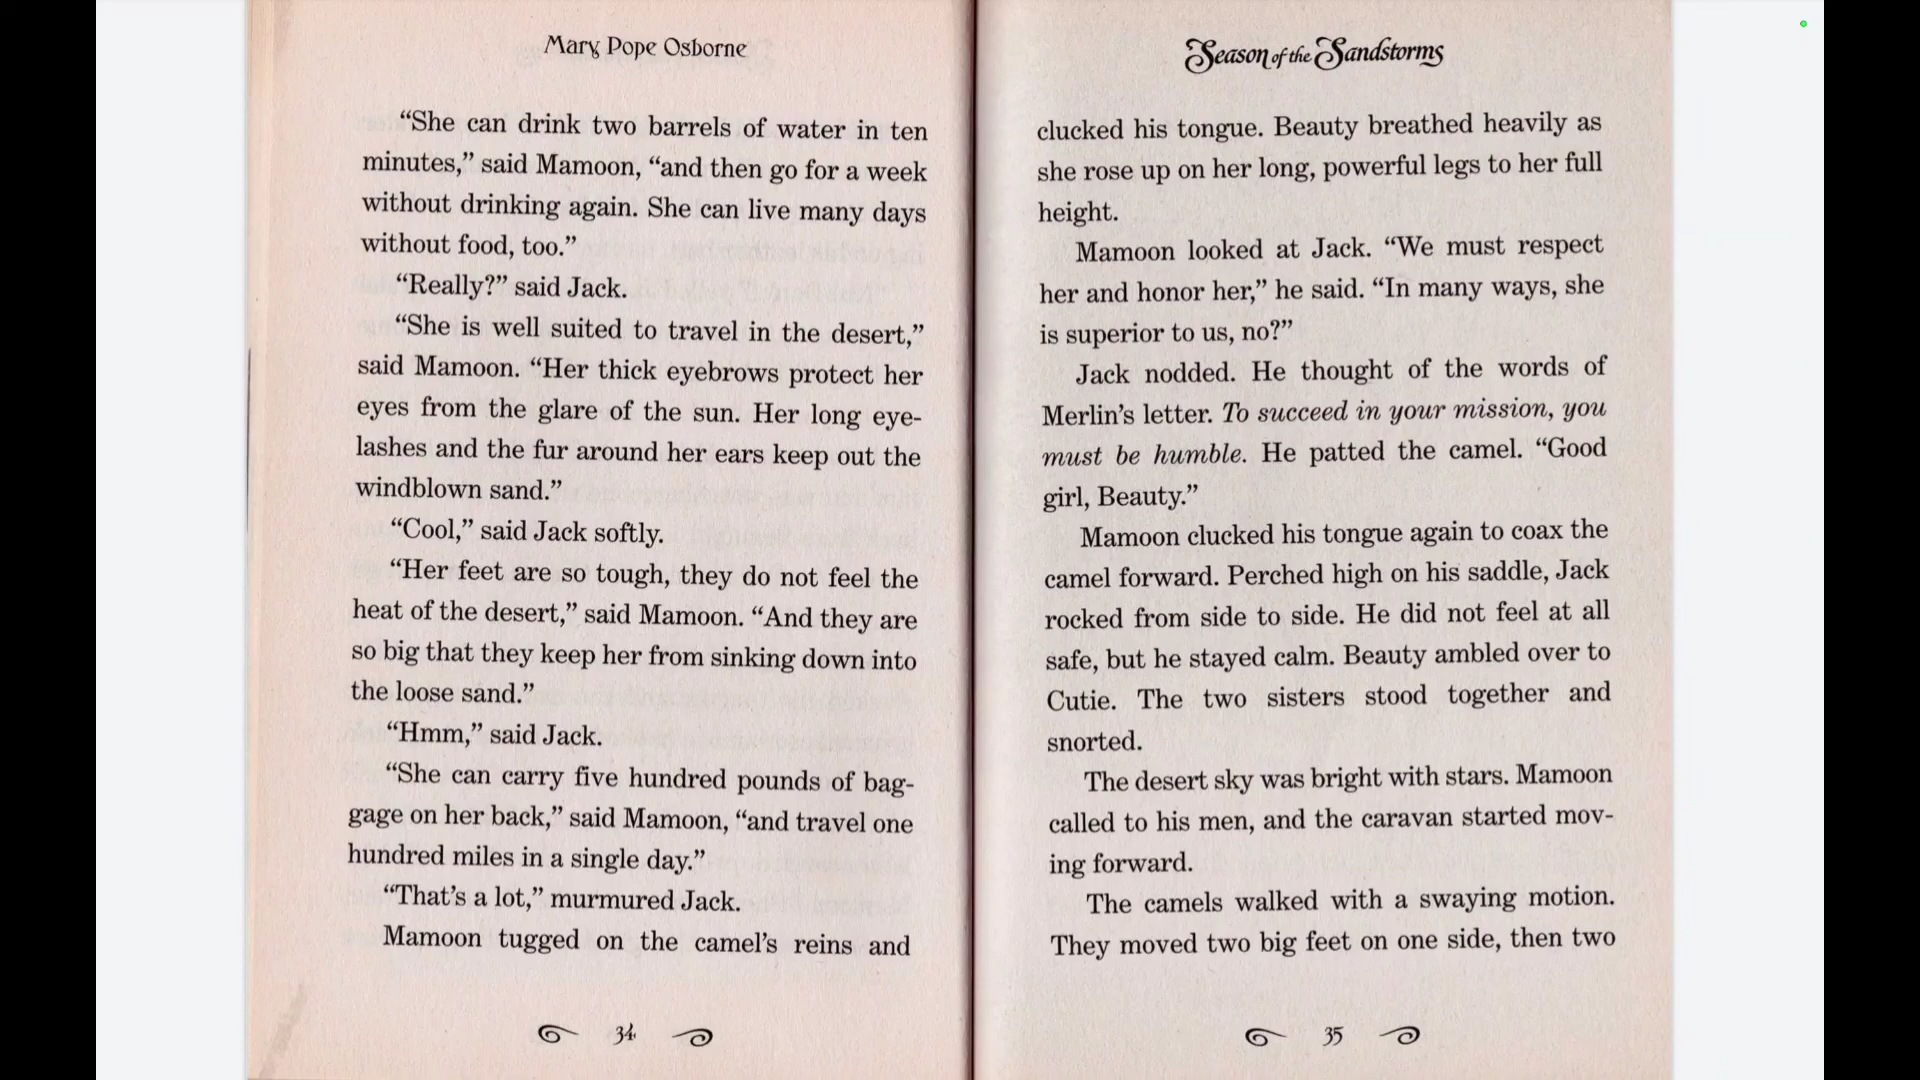 Mary Pope Osborne
“She can drink two barrels of water in ten
minutes,” said Mamoon, “and then go for a week
without drinking again. She can live many days
without food, too.”
“Really?” said Jack.
“She is well suited to travel in the desert,”
said Mamoon. “Her thick eyebrows protect her
eyes from the glare of the sun. Her long eye-
lashes and the fur around her ears keep out the
windblown sand.”
“Cool,” said Jack softly.
“Her feet are so tough, they do not feel the
heat of the desert,” said Mamoon. “And they are
so big that they keep her from sinking down into
the loose sand.”
“Hmm,” said Jack.
“She can carry five hundred pounds of bag-
gage on her back,” said Mamoon, “and travel one
hundred miles in a single day.”
“That’s a lot,” murmured Jack.
Mamoon tugged on the camel’s reins and
34
Season of the Sandstorms
clucked his tongue. Beauty breathed heavily as
she rose up on her long, powerful legs to her full
height.
Mamoon looked at Jack. “We must respect
her and honor her,” he said. “In many ways, she
is superior to us, no?”
Jack nodded. He thought of the words of
Merlin’s letter. To succeed in your mission, you
must be humble. He patted the camel. “Good
girl, Beauty.”
Mamoon clucked his tongue again to coax the
camel forward. Perched high on his saddle, Jack
rocked from side to side. He did not feel at all
safe, but he stayed calm. Beauty ambled over to
Cutie. The two sisters stood together and
snorted.
The desert sky was bright with stars. Mamoon
called to his men, and the caravan started mov-
ing forward.
The camels walked with a swaying motion.
They moved two big feet on one side, then two
35